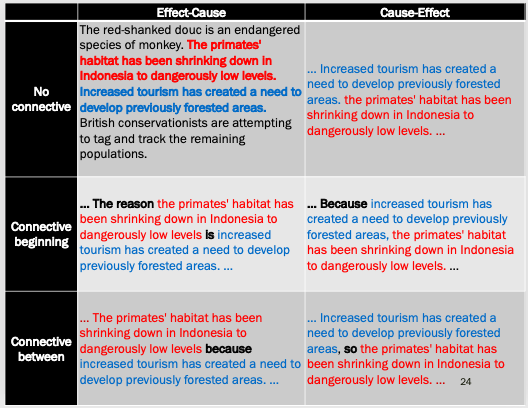 Effect-Cause
Cause-Effect
No
connective
The red-shanked douc is an endangered
species of monkey. The primates'
habitat has been shrinking down in
Indonesia to dangerously low levels.
Increased tourism has created a need to
develop previously forested areas.
British conservationists are attempting
to tag and track the remaining
populations.
... Increased tourism has created a
need to develop previously forested
areas. the primates' habitat has been
shrinking down in Indonesia to
dangerously low levels. ...
Connective
beginning
... The reason the primates' habitat has
been shrinking down in Indonesia to
dangerously low levels is increased
tourism has created a need to develop
previously forested areas. ...
... Because increased tourism has
created a need to develop previously
forested areas, the primates' habitat
has been shrinking down in Indonesia
to dangerously low levels. ...
Connective
between
... The primates' habitat has been
shrinking down in Indonesia to
dangerously low levels because
increased tourism has created a need to
develop previously forested areas. ...
... Increased tourism has created a
need to develop previously forested
areas, so the primates' habitat has
been shrinking down in Indonesia to
dangerously low levels. ...
24